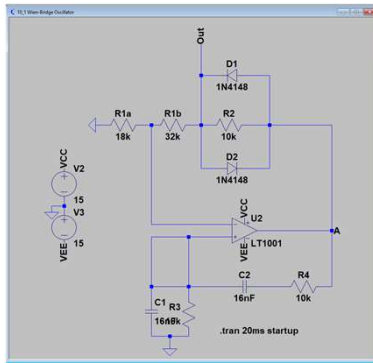 10_1 Wien-Bridge Oscillator
Out
D1
1N4148
R1a
R1b
R2
18k
32k
10k
D2
1N4148
VCC
V2
15
V3
15
VEE
VCC
U2
LT1001
VEE
A
C2
R4
16nF
10k
C1
R3
16nF
.tran 20ms startup